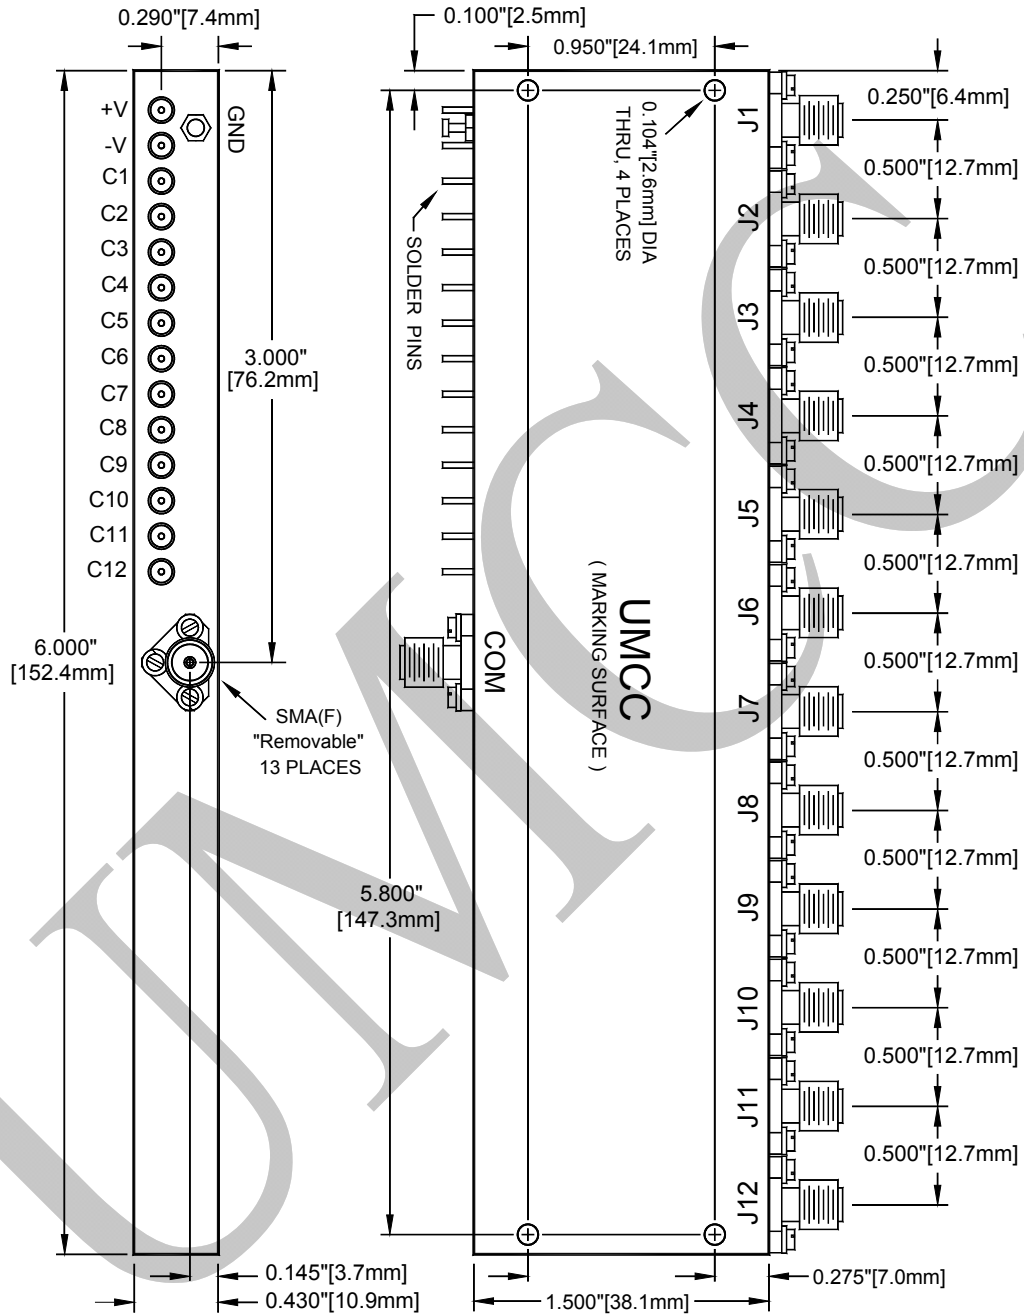 0.290"[7.4mm]
0.100"[2.5mm]
0.950"[24.1mm]
0.250"[6.4mm]
+V
-V
C1
C2
C3
C4
C5
C6
C7
C8
C9
C10
C11
C12
GND
3.000"
[76.2mm]
6.000"
[152.4mm]
SMA(F)
"Removable"
13 PLACES
SOLDER PINS
0.104"[2.6mm] DIA
THRU, 4 PLACES
5.800"
[147.3mm]
COM
UMCC
( MARKING SURFACE )
J1
J2
J3
J4
J5
J6
J7
J8
J9
J10
J11
J12
0.500"[12.7mm]
0.500"[12.7mm]
0.500"[12.7mm]
0.500"[12.7mm]
0.500"[12.7mm]
0.500"[12.7mm]
0.500"[12.7mm]
0.500"[12.7mm]
0.500"[12.7mm]
0.500"[12.7mm]
0.500"[12.7mm]
0.145"[3.7mm]
0.430"[10.9mm]
1.500"[38.1mm]
0.275"[7.0mm]
UMCC